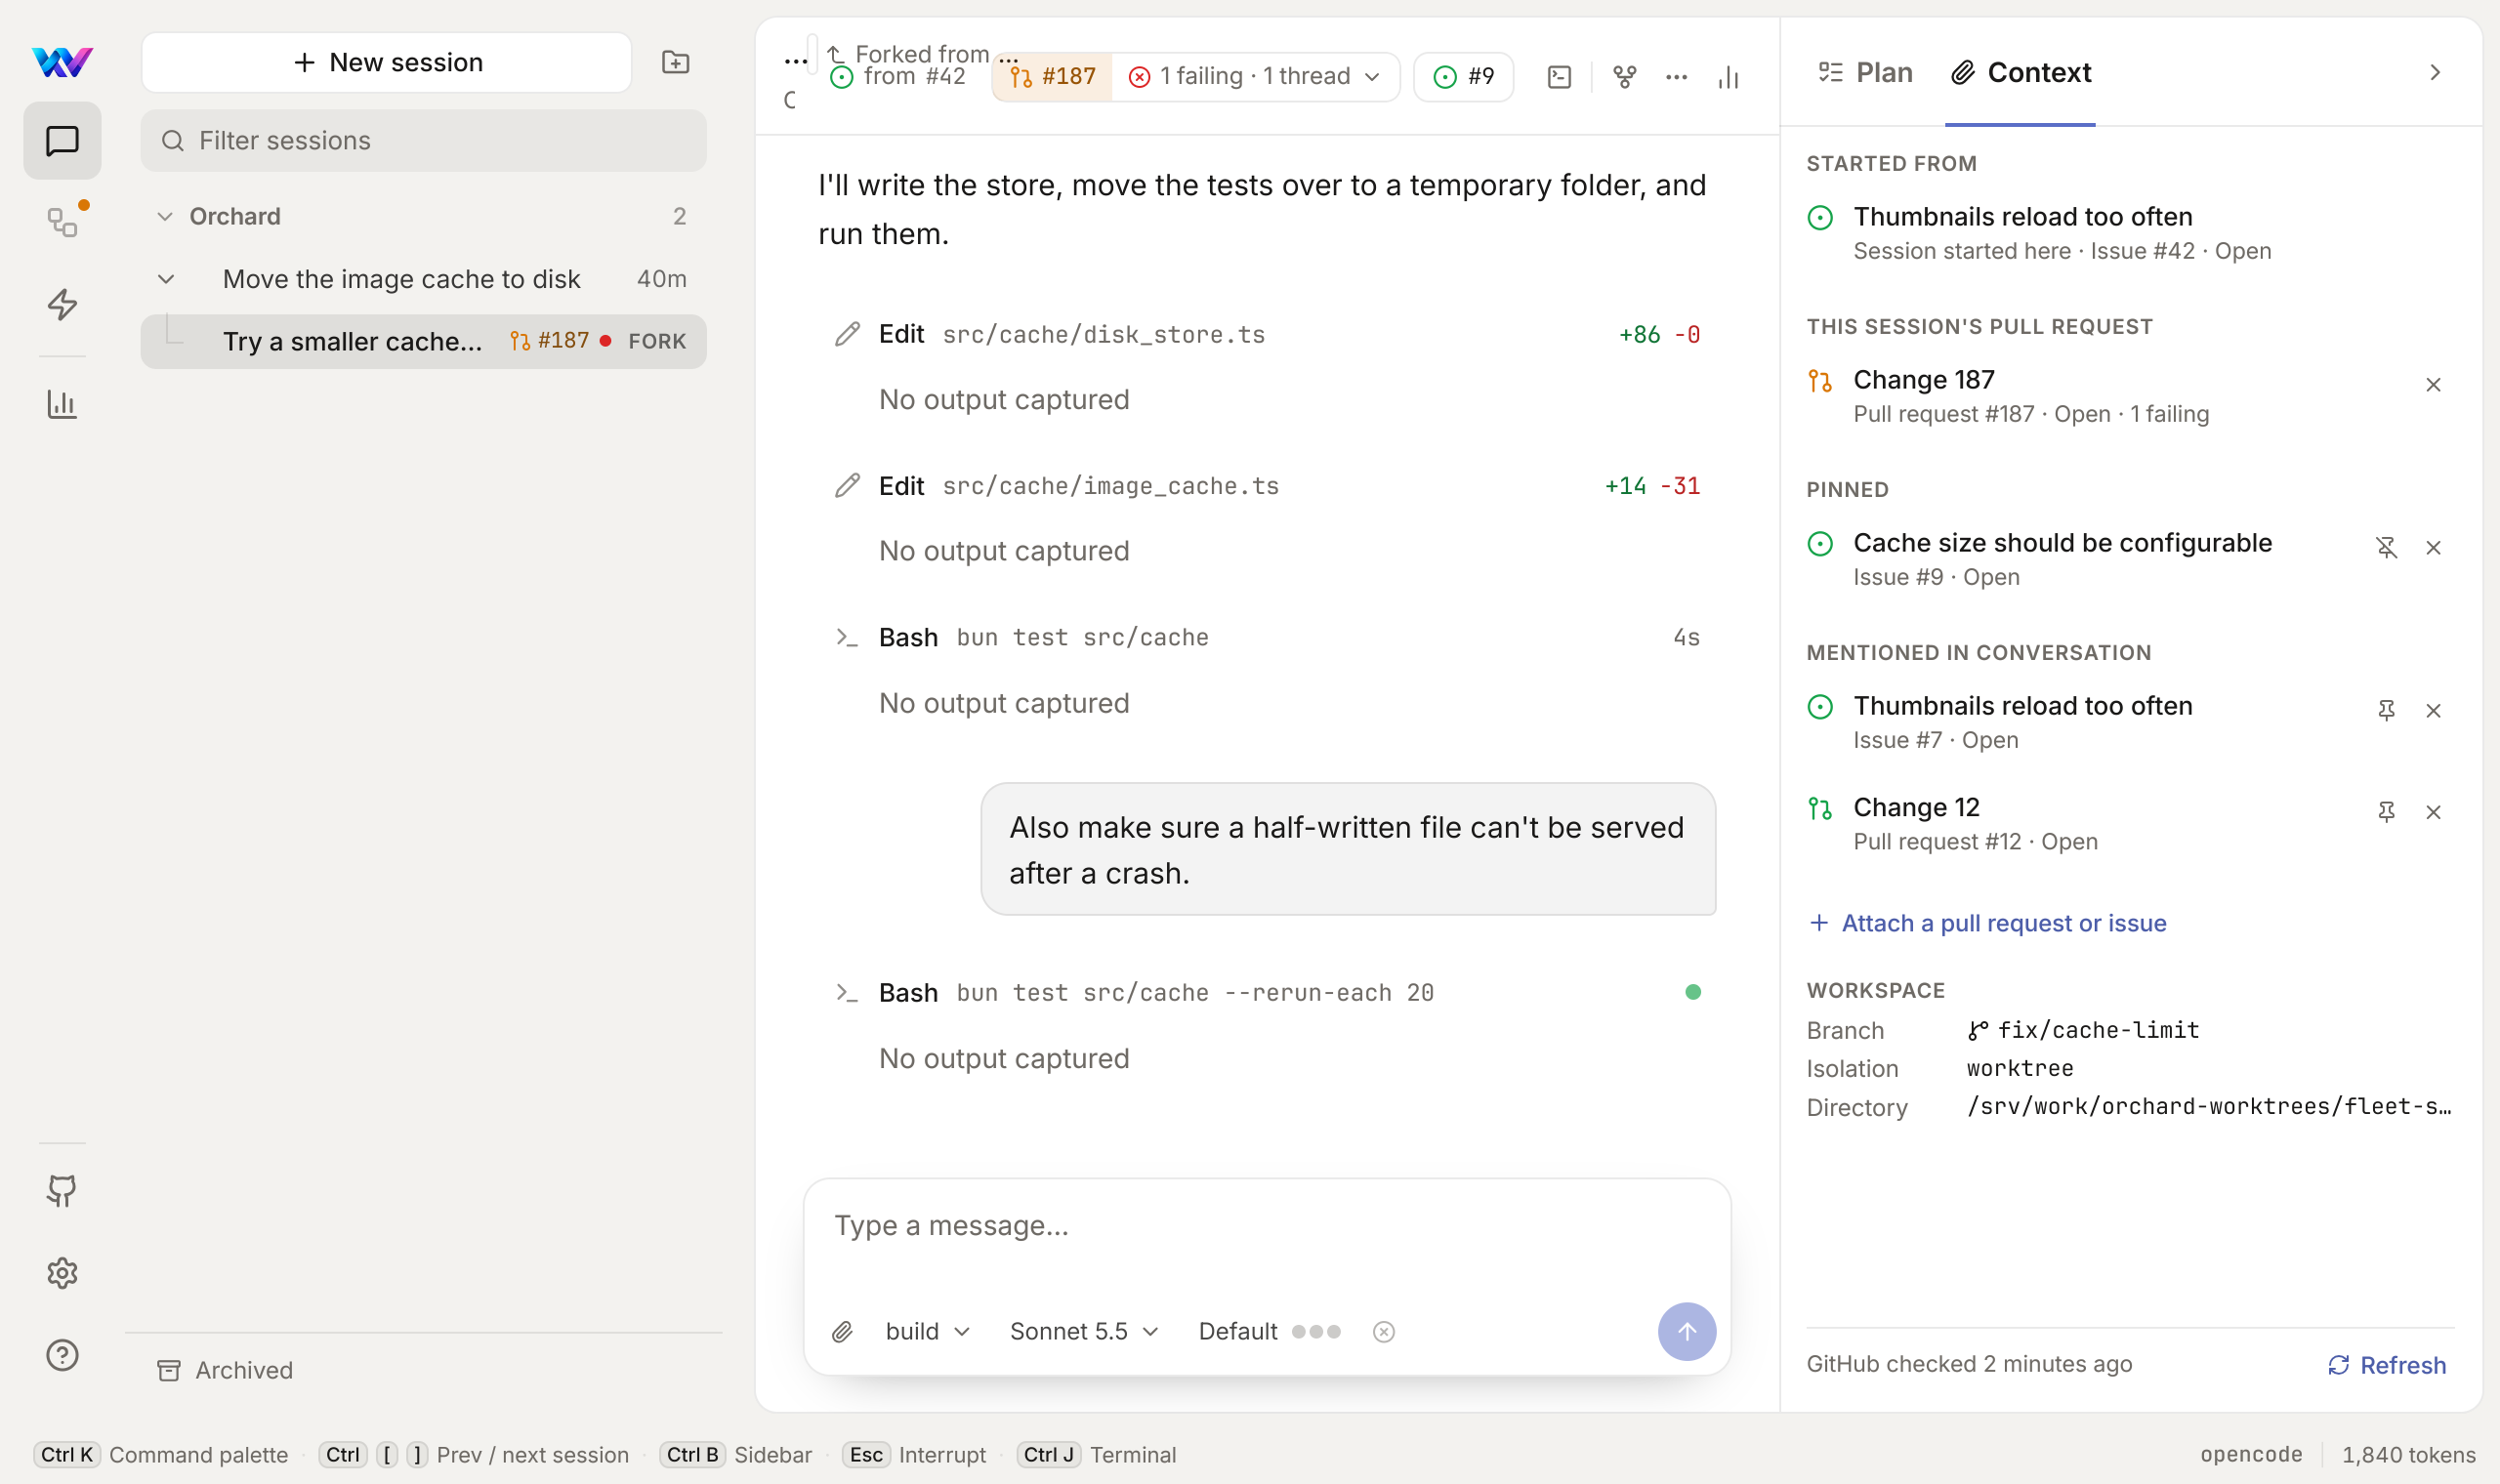 New session
Filter sessions
Orchard 2
Move the image cache to disk 40m
Try a smaller cache... #187 FORK
Archived
... Forked from ...
from #42 #187 1 failing · 1 thread #9
I'll write the store, move the tests over to a temporary folder, and
run them.
Edit src/cache/disk_store.ts +86 -0
No output captured
Edit src/cache/image_cache.ts +14 -31
No output captured
Bash bun test src/cache 4s
No output captured
Also make sure a half-written file can't be served
after a crash.
Bash bun test src/cache --rerun-each 20
No output captured
Type a message...
build Sonnet 5.5 Default
Plan Context
STARTED FROM
Thumbnails reload too often
Session started here · Issue #42 · Open
THIS SESSION'S PULL REQUEST
Change 187
Pull request #187 · Open · 1 failing
PINNED
Cache size should be configurable
Issue #9 · Open
MENTIONED IN CONVERSATION
Thumbnails reload too often
Issue #7 · Open
Change 12
Pull request #12 · Open
+ Attach a pull request or issue
WORKSPACE
Branch fix/cache-limit
Isolation worktree
Directory /srv/work/orchard-worktrees/fleet-s...
GitHub checked 2 minutes ago Refresh
Ctrl K Command palette · Ctrl [ ] Prev / next session · Ctrl B Sidebar · Esc Interrupt · Ctrl J Terminal
opencode 1,840 tokens